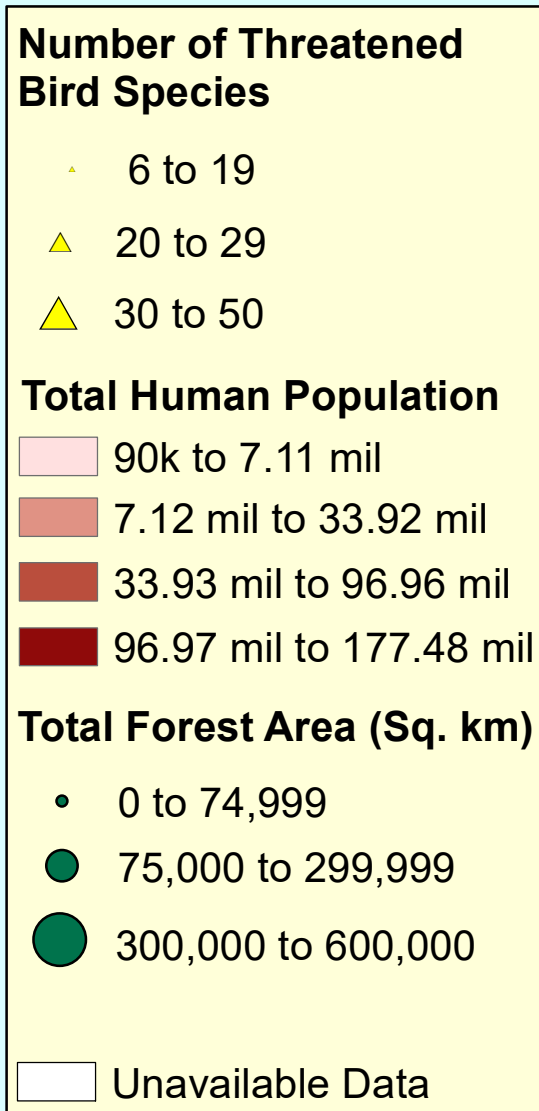 Number of Threatened
Bird Species
6 to 19
20 to 29
30 to 50
Total Human Population
90k to 7.11 mil
7.12 mil to 33.92 mil
33.93 mil to 96.96 mil
96.97 mil to 177.48 mil
Total Forest Area (Sq. km)
0 to 74,999
75,000 to 299,999
300,000 to 600,000
Unavailable Data